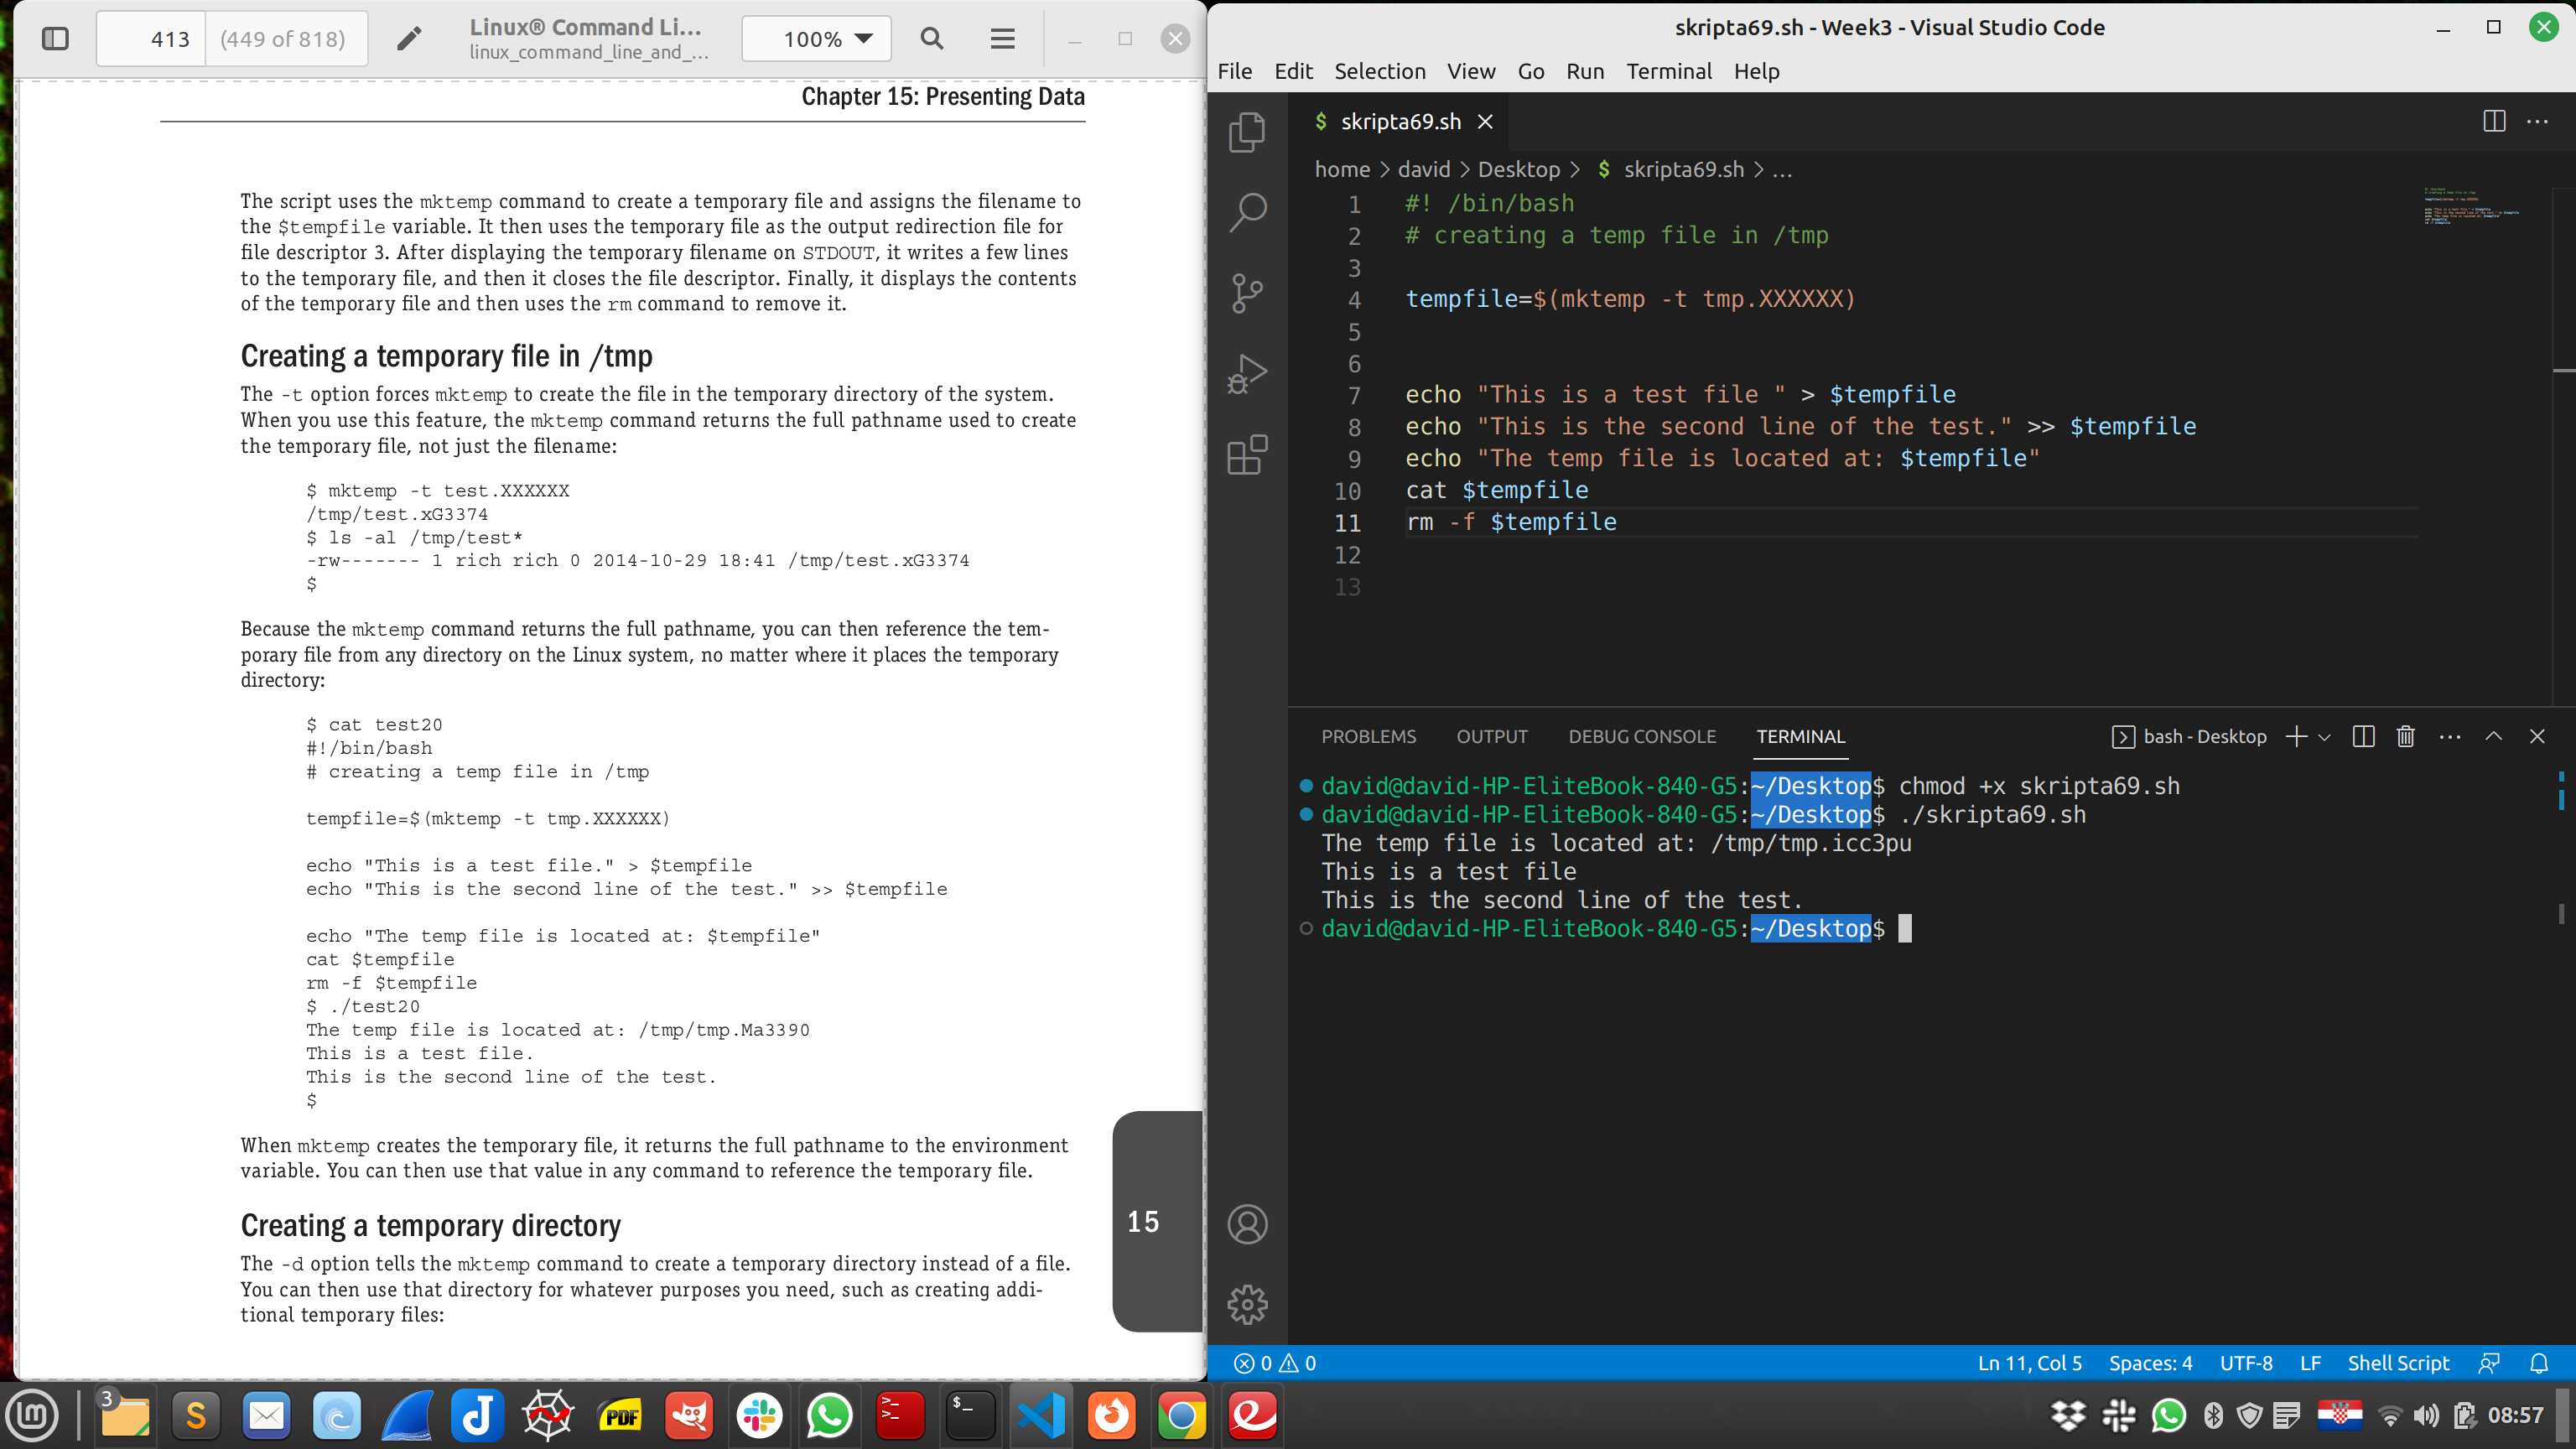 413
(449 of 818)
Linux® Command Li...
linux_command_line_and_...
100%
Chapter 15: Presenting Data
The script uses the mktemp command to create a temporary file and assigns the filename to
the $tempfile variable. It then uses the temporary file as the output redirection file for
file descriptor 3. After displaying the temporary filename on STDOUT, it writes a few lines
to the temporary file, and then it closes the file descriptor. Finally, it displays the contents
of the temporary file and then uses the rm command to remove it.
Creating a temporary file in /tmp
The -t option forces mktemp to create the file in the temporary directory of the system.
When you use this feature, the mktemp command returns the full pathname used to create
the temporary file, not just the filename:
$ mktemp -t test.XXXXXX
/tmp/test.xG3374
$ ls -al /tmp/test*
-rw------- 1 rich rich 0 2014-10-29 18:41 /tmp/test.xG3374
$
Because the mktemp command returns the full pathname, you can then reference the tem-
porary file from any directory on the Linux system, no matter where it places the temporary
directory:
$ cat test20
#!/bin/bash
# creating a temp file in /tmp
tempfile=$(mktemp -t tmp.XXXXXX)
echo "This is a test file." > $tempfile
echo "This is the second line of the test." >> $tempfile
echo "The temp file is located at: $tempfile"
cat $tempfile
rm -f $tempfile
$ ./test20
The temp file is located at: /tmp/tmp.Ma3390
This is a test file.
This is the second line of the test.
$
When mktemp creates the temporary file, it returns the full pathname to the environment
variable. You can then use that value in any command to reference the temporary file.
15
Creating a temporary directory
The -d option tells the mktemp command to create a temporary directory instead of a file.
You can then use that directory for whatever purposes you need, such as creating addi-
tional temporary files:
skripta69.sh - Week3 - Visual Studio Code
File Edit Selection View Go Run Terminal Help
$ skripta69.sh
home > david > Desktop > $ skripta69.sh > ...
1 #! /bin/bash
2 # creating a temp file in /tmp
3
4 tempfile=$(mktemp -t tmp.XXXXXX)
5
6
7 echo "This is a test file " > $tempfile
8 echo "This is the second line of the test." >> $tempfile
9 echo "The temp file is located at: $tempfile"
10 cat $tempfile
11 rm -f $tempfile
12
13
PROBLEMS OUTPUT DEBUG CONSOLE TERMINAL bash - Desktop
david@david-HP-EliteBook-840-G5:~/Desktop$ chmod +x skripta69.sh
david@david-HP-EliteBook-840-G5:~/Desktop$ ./skripta69.sh
The temp file is located at: /tmp/tmp.icc3pu
This is a test file
This is the second line of the test.
david@david-HP-EliteBook-840-G5:~/Desktop$
0 0 Ln 11, Col 5 Spaces: 4 UTF-8 LF Shell Script
3
S
PDF
$_
08:57